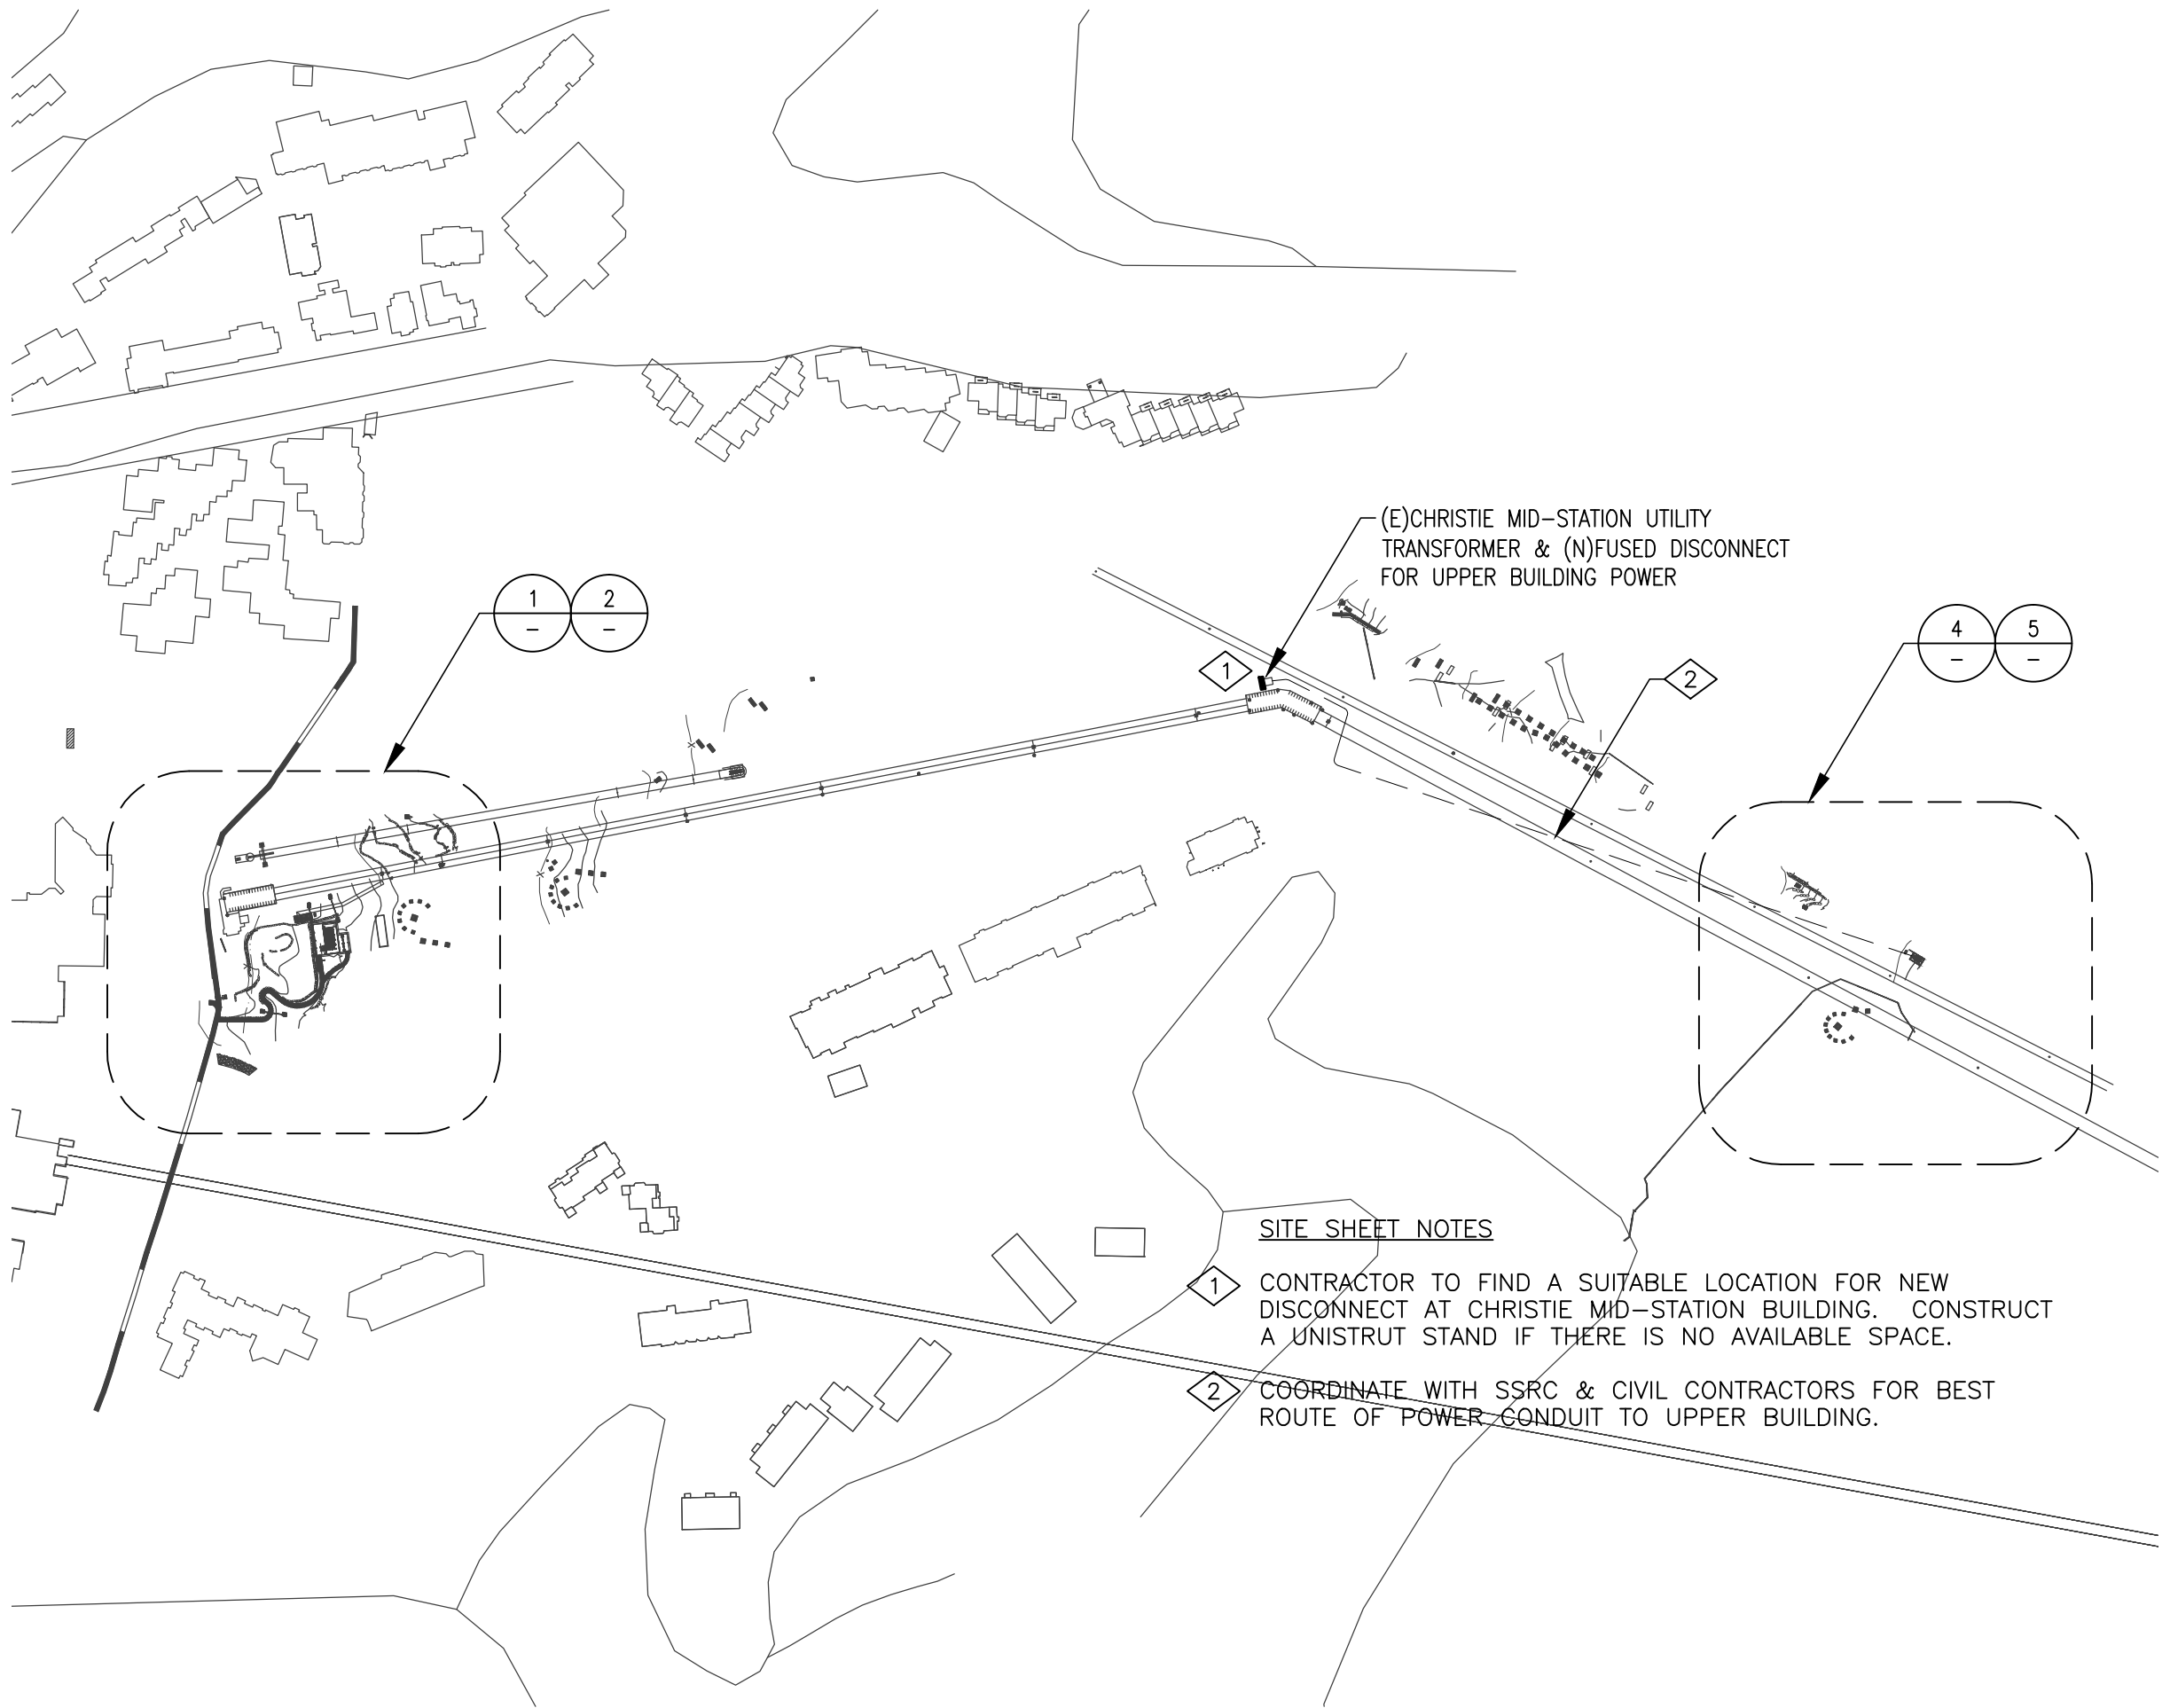 (E)CHRISTIE MID-STATION UTILITY
TRANSFORMER & (N)FUSED DISCONNECT
FOR UPPER BUILDING POWER
1 2
- -
4 5
- -
1
2
SITE SHEET NOTES
1 CONTRACTOR TO FIND A SUITABLE LOCATION FOR NEW
DISCONNECT AT CHRISTIE MID-STATION BUILDING. CONSTRUCT
A UNISTRUT STAND IF THERE IS NO AVAILABLE SPACE.
2 COORDINATE WITH SSRC & CIVIL CONTRACTORS FOR BEST
ROUTE OF POWER CONDUIT TO UPPER BUILDING.